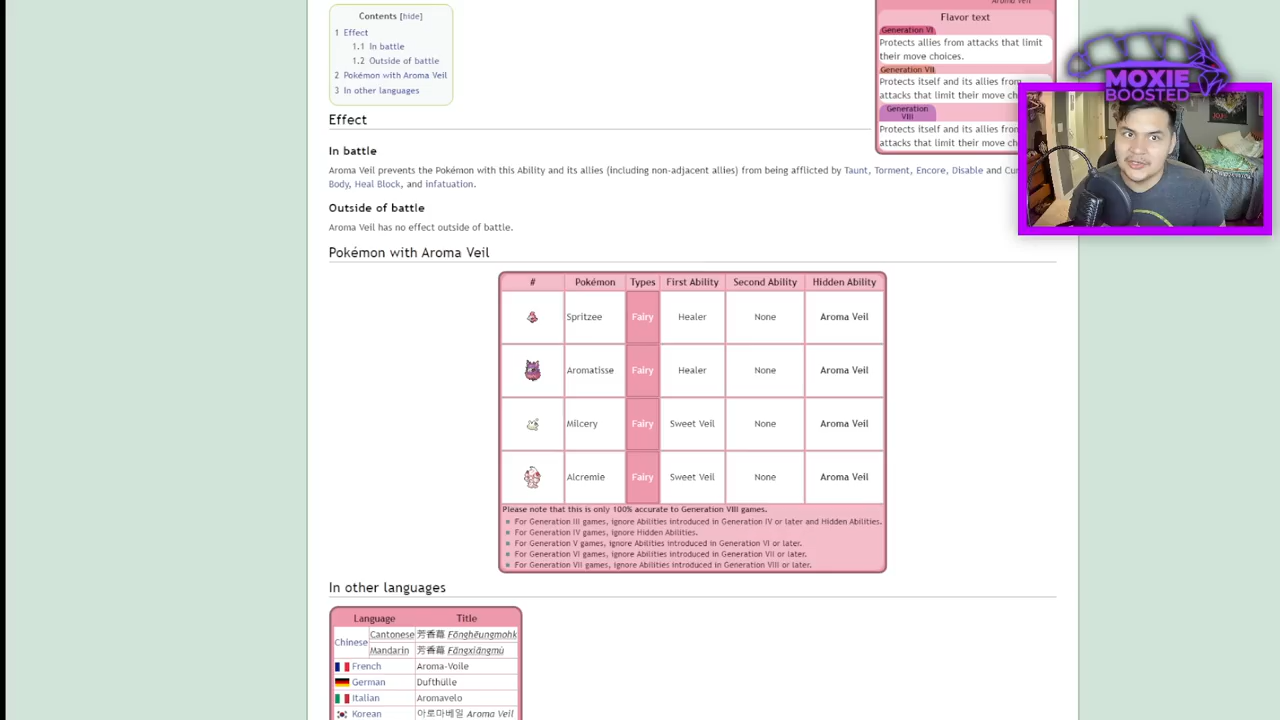 Contents [hide]
1 Effect
1.1 In battle
1.2 Outside of battle
2 Pokémon with Aroma Veil
3 In other languages
Aroma Veil
Flavor text
Generation VI
Protects allies from attacks that limit
their move choices.
Generation VII
Protects itself and its allies from
attacks that limit their move
Generation
VIII
Protects itself and its allies from
attacks that limit their move
MOXIE
BOOSTED
Effect
In battle
Aroma Veil prevents the Pokémon with this Ability and its allies (including non-adjacent allies) from being afflicted by Taunt, Torment, Encore, Disable and
Body, Heal Block, and infatuation.
Outside of battle
Aroma Veil has no effect outside of battle.
Pokémon with Aroma Veil
# Pokémon Types First Ability Second Ability Hidden Ability
Spritzee Fairy Healer None Aroma Veil
Aromatisse Fairy Healer None Aroma Veil
Milcery Fairy Sweet Veil None Aroma Veil
Alcremie Fairy Sweet Veil None Aroma Veil
Please note that this is only 100% accurate to Generation VIII games.
For Generation III games, ignore Abilities introduced in Generation IV or later and Hidden Abilities.
For Generation IV games, ignore Hidden Abilities.
For Generation V games, ignore Abilities introduced in Generation VI or later.
For Generation VI games, ignore Abilities introduced in Generation VII or later.
For Generation VII games, ignore Abilities introduced in Generation VIII or later.
In other languages
Language Title
Chinese Cantonese 芳香幕 Fōnghēungmohk
Mandarin 芳香幕 Fāngxiāngmù
French Aroma-Voile
German Dufthülle
Italian Aromavelo
Korean 아로마베일 Aroma Veil